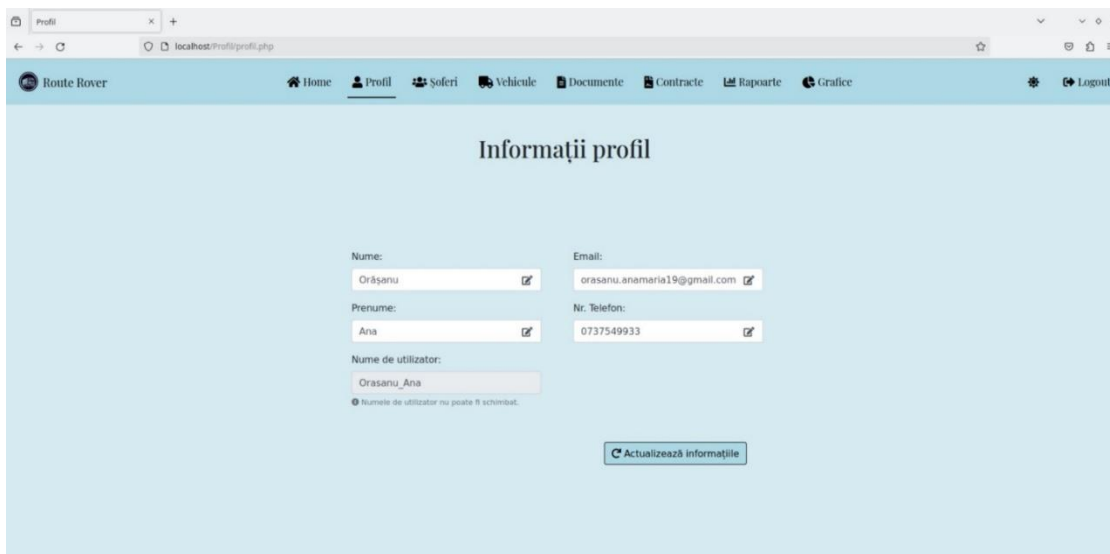 Profil
localhost/Profil/profil.php
Route Rover Home Profil Șoferi Vehicule Documente Contracte Rapoarte Grafice Logout
Informații profil
Nume: Email:
Orășanu orasanu.anamaria19@gmail.com
Prenume: Nr. Telefon:
Ana 0737549933
Nume de utilizator:
Orasanu_Ana
Numele de utilizator nu poate fi schimbat.
Actualizează informațiile